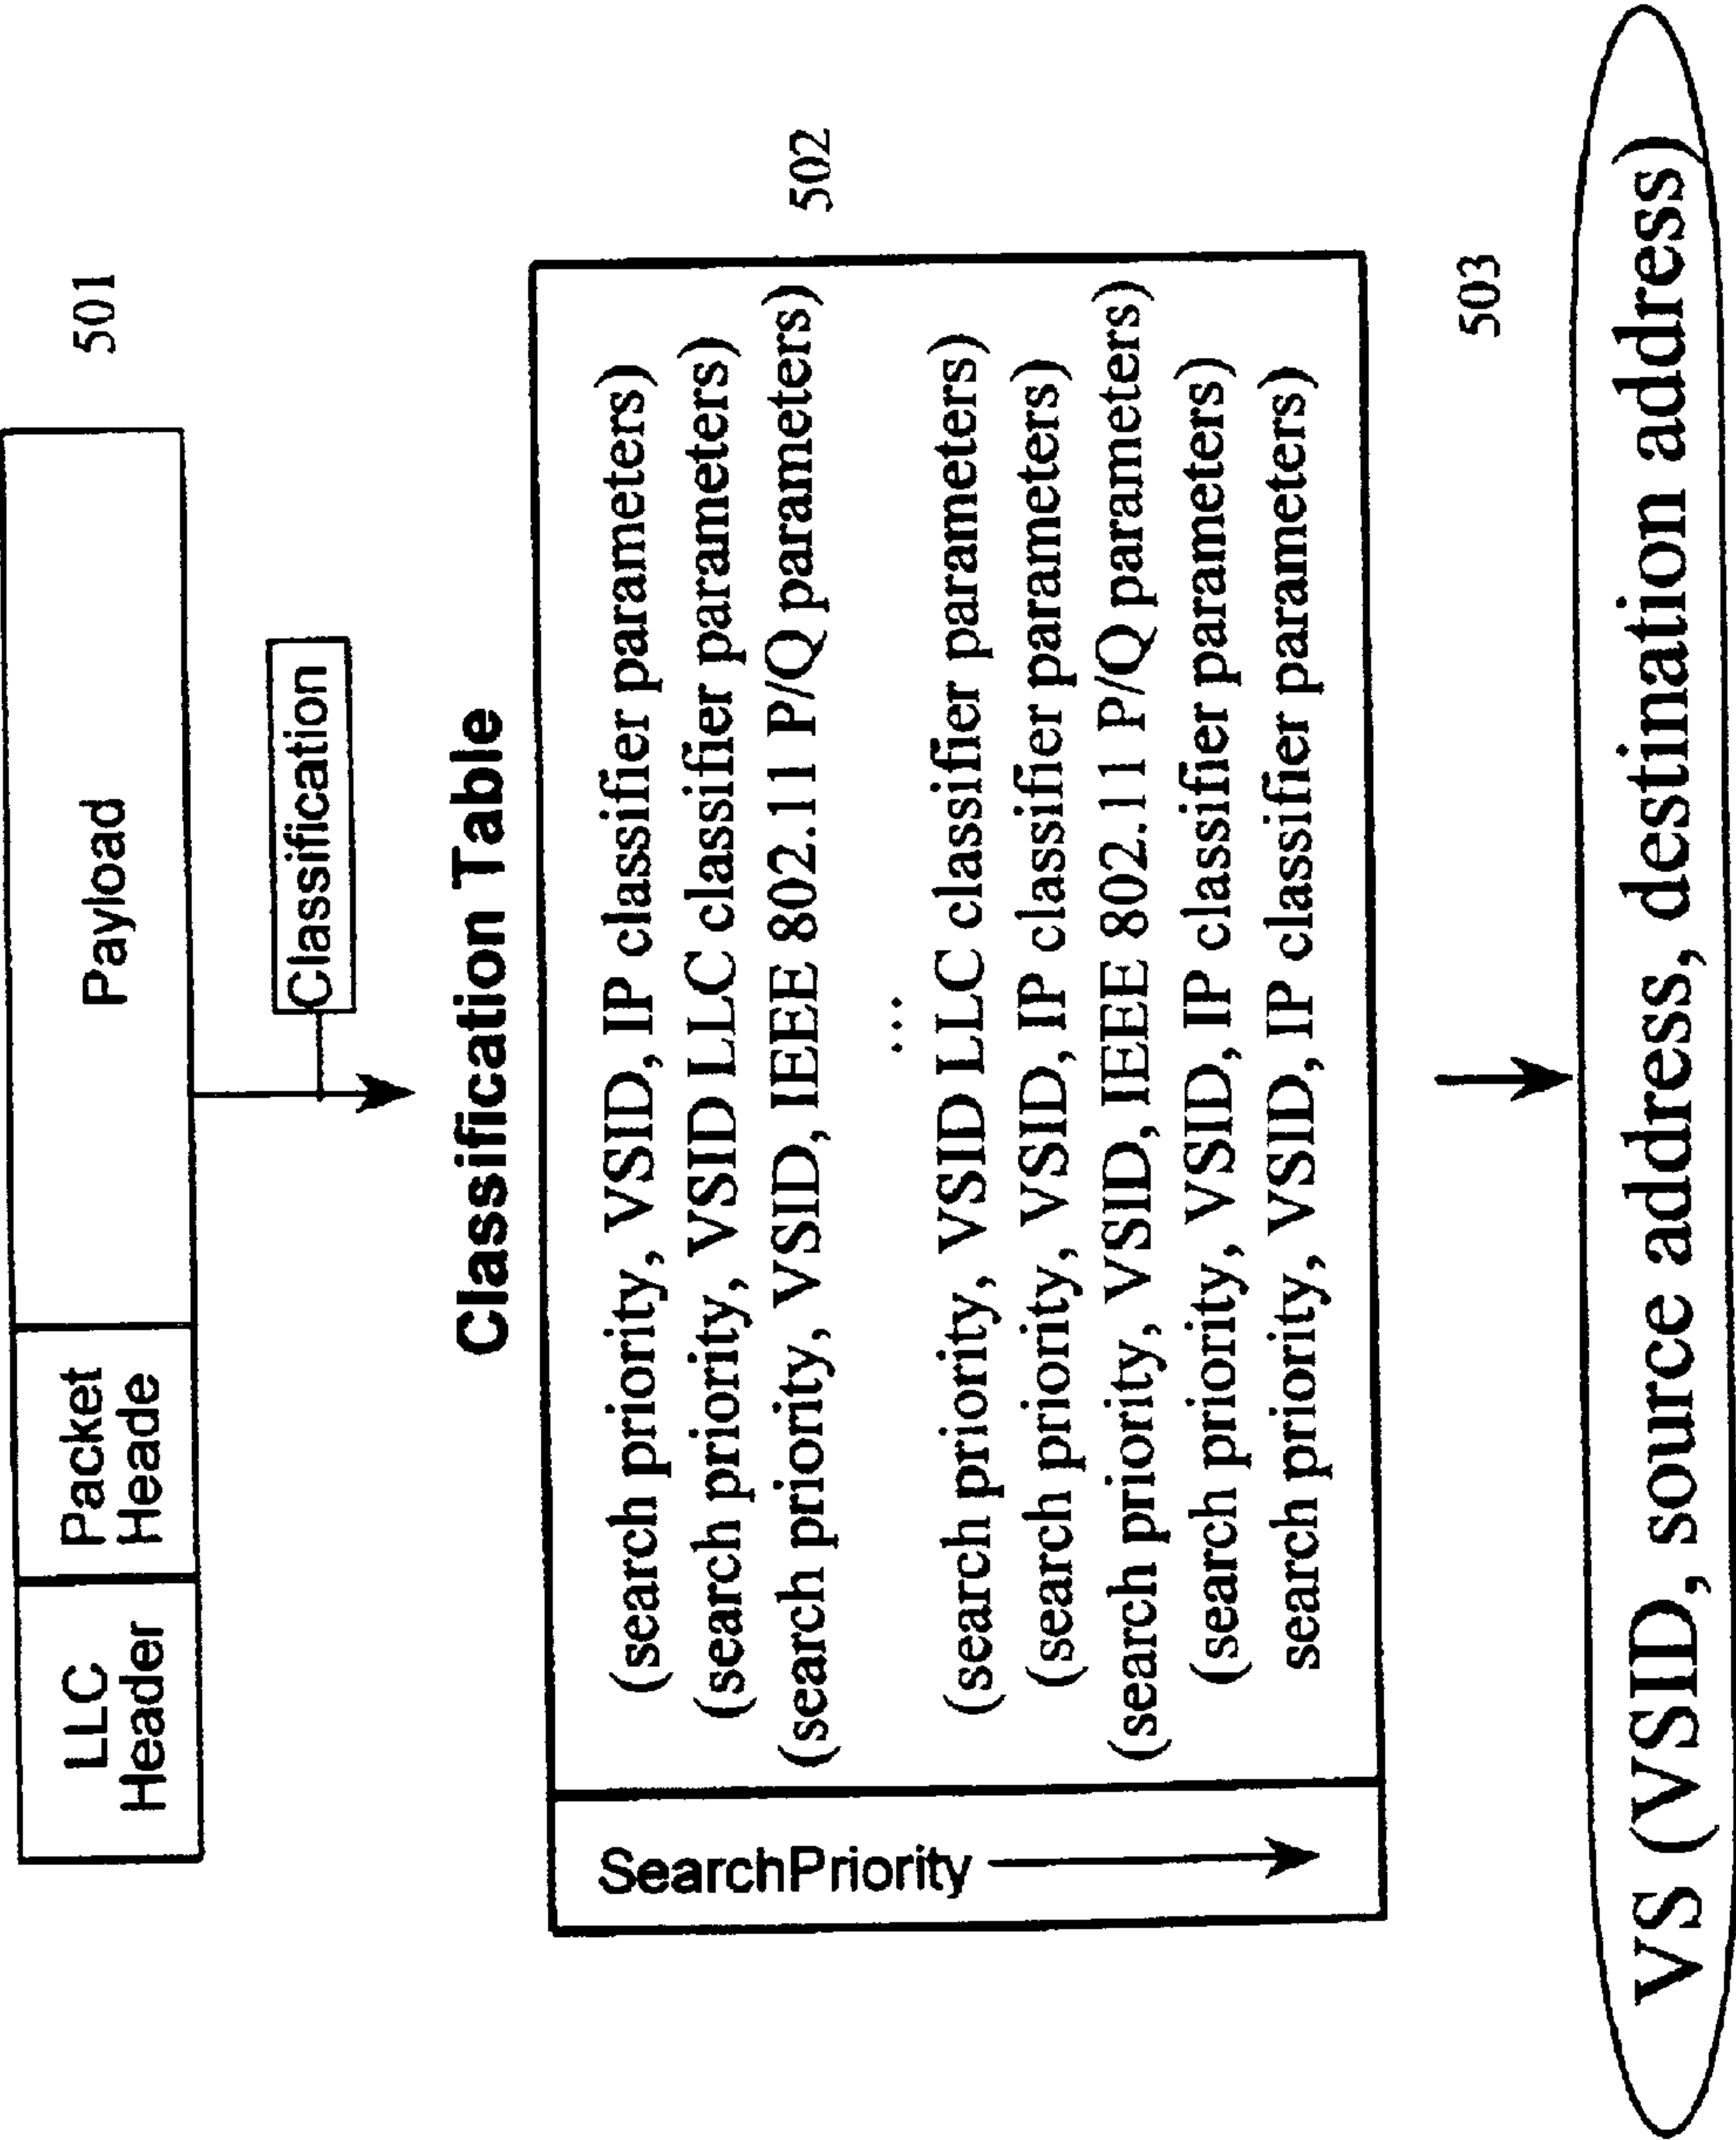 LLC
Header
Packet
Heade
Payload
501
Classification
Classification Table
502
SearchPriority
(search priority, VSID, IP classifier parameters)
(search priority, VSID LLC classifier parameters)
(search priority, VSID, IEEE 802.11 P/Q parameters)
...
(search priority, VSID LLC classifier parameters)
(search priority, VSID, IP classifier parameters)
(search priority, VSID, IEEE 802.11 P/Q parameters)
(search priority, VSID, IP classifier parameters)
search priority, VSID, IP classifier parameters)
503
VS (VSID, source address, destination address)